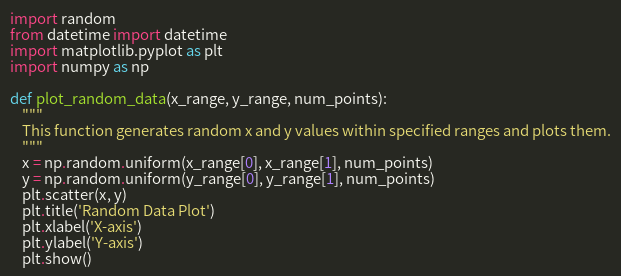 import random
from datetime import datetime
import matplotlib.pyplot as plt
import numpy as np

def plot_random_data(x_range, y_range, num_points):
    """
    This function generates random x and y values within specified ranges and plots them.
    """
    x = np.random.uniform(x_range[0], x_range[1], num_points)
    y = np.random.uniform(y_range[0], y_range[1], num_points)
    plt.scatter(x, y)
    plt.title('Random Data Plot')
    plt.xlabel('X-axis')
    plt.ylabel('Y-axis')
    plt.show()